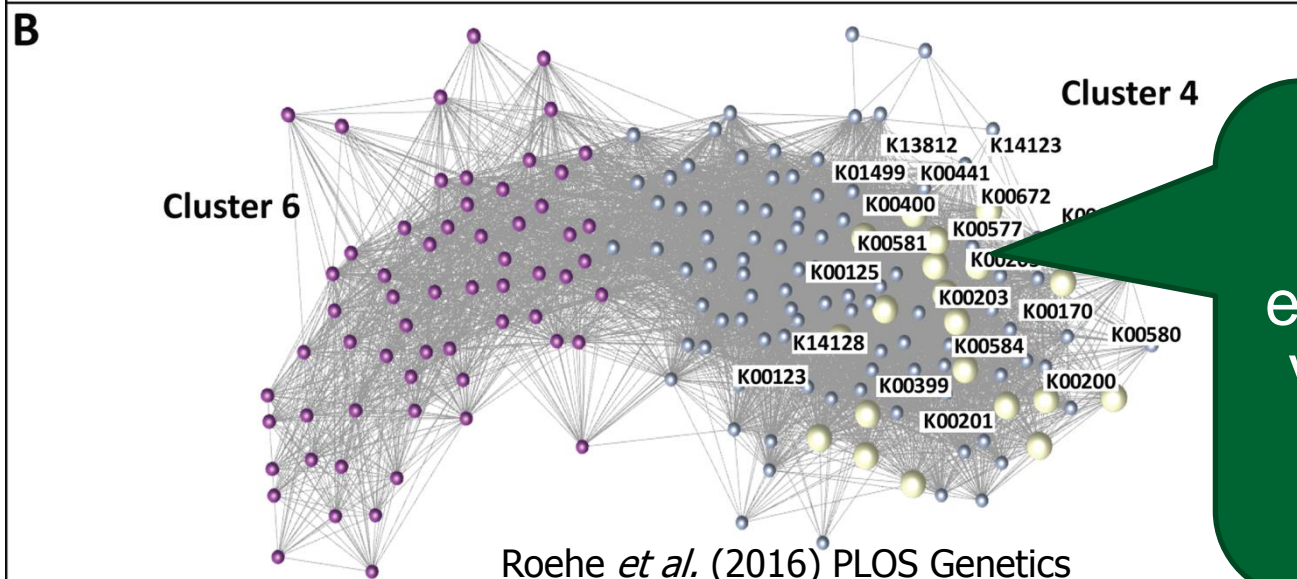 B
Cluster 4
K13812 K14123
K01499 K00441
Cluster 6
K00672
K00400
K00577
K00581
K00125
K00203
K00170
K00580
K14128
K00584
K00123
K00399
K00200
K00201
Roehe et al. (2016) PLOS Genetics